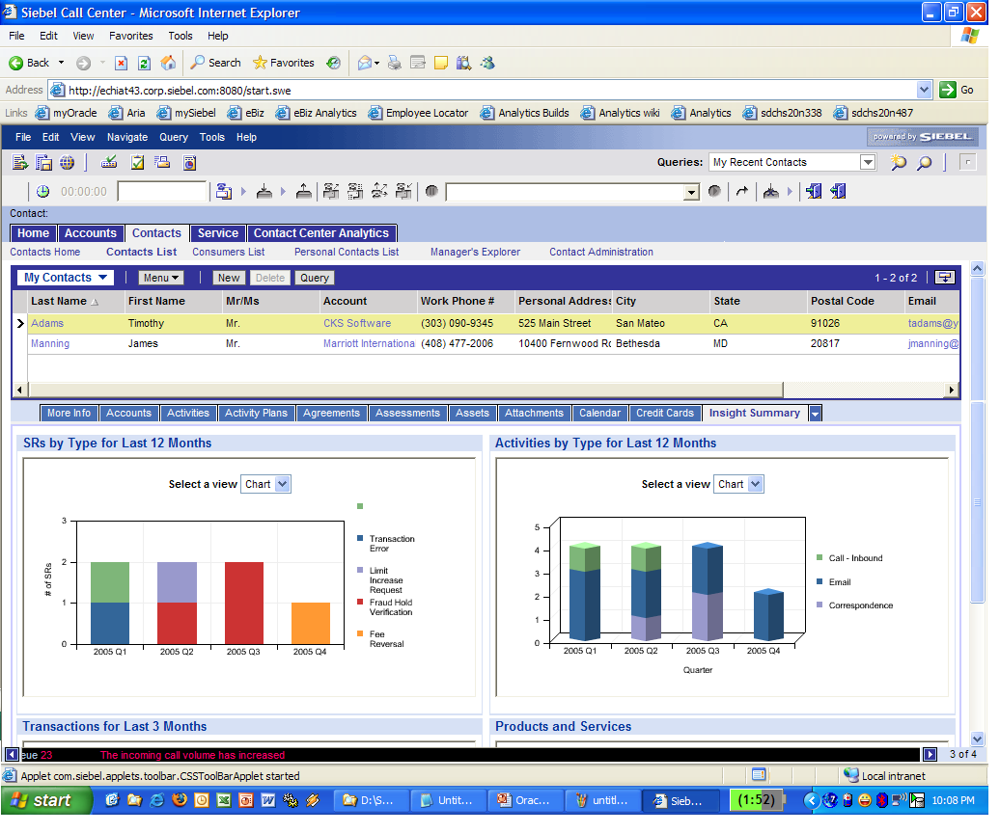 Siebel Call Center - Microsoft Internet Explorer
File Edit View Favorites Tools Help
Back Search Favorites
Address http://echiat43.corp.siebel.com:8080/start.swe Go
Links myOracle Aria mySiebel eBiz eBiz Analytics Employee Locator Analytics Builds Analytics wiki Analytics sdchs20n338 sdchs20n487
File Edit View Navigate Query Tools Help powered by SIEBEL
Queries: My Recent Contacts
00:00:00
Contact:
Home Accounts Contacts Service Contact Center Analytics
Contacts Home Contacts List Consumers List Personal Contacts List Manager's Explorer Contact Administration
My Contacts Menu New Delete Query 1 - 2 of 2
Last Name First Name Mr/Ms Account Work Phone # Personal Address City State Postal Code Email
Adams Timothy Mr. CKS Software (303) 090-9345 525 Main Street San Mateo CA 91026 tadams@y
Manning James Mr. Marriott Internationa (408) 477-2006 10400 Fernwood Rc Bethesda MD 20817 jmanning@
More Info Accounts Activities Activity Plans Agreements Assessments Assets Attachments Calendar Credit Cards Insight Summary
SRs by Type for Last 12 Months
Select a view Chart
# of SRs
3
2
1
0
2005 Q1 2005 Q2 2005 Q3 2005 Q4
Transaction
Error
Limit
Increase
Request
Fraud Hold
Verification
Fee
Reversal
Activities by Type for Last 12 Months
Select a view Chart
5
4
3
2
1
0
2005 Q1 2005 Q2 2005 Q3 2005 Q4
Quarter
Call - Inbound
Email
Correspondence
Transactions for Last 3 Months
Products and Services
eue 23 The incoming call volume has increased 3 of 4
Applet com.siebel.applets.toolbar.CSSToolBarApplet started Local intranet
start D:\S... Untit... Orac... untitl... Sieb... (1:52) 10:08 PM